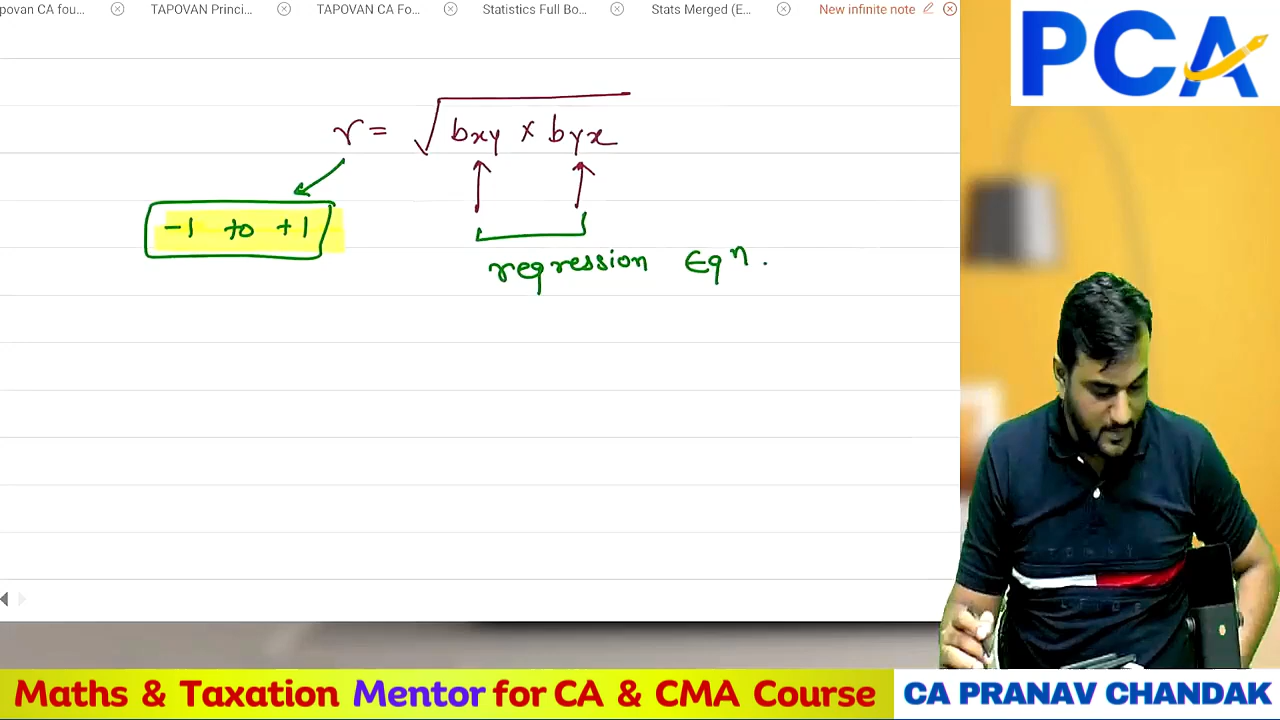 povan CA fou... TAPOVAN Princi... TAPOVAN CA Fo... Statistics Full Bo... Stats Merged (E... New infinite note
PCA
r = √bxy × byx
-1 to +1
regression Eqⁿ.
Maths & Taxation Mentor for CA & CMA Course
CA PRANAV CHANDAK